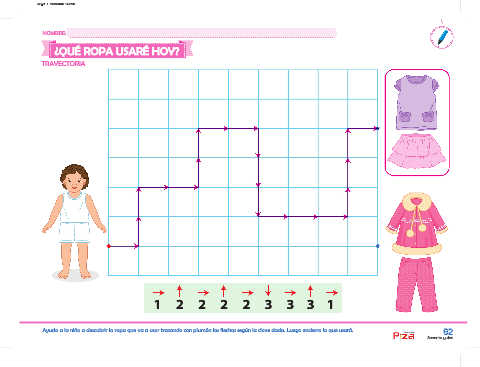 NOMBRE:
¿QUÉ ROPA USARÉ HOY?
TRAYECTORIA
1 2 2 2 2 3 3 3 1
Ayuda a la niña a descubrir la ropa que va a usar trazando con plumón las flechas según la clave dada. Luego encierra lo que usará.
62